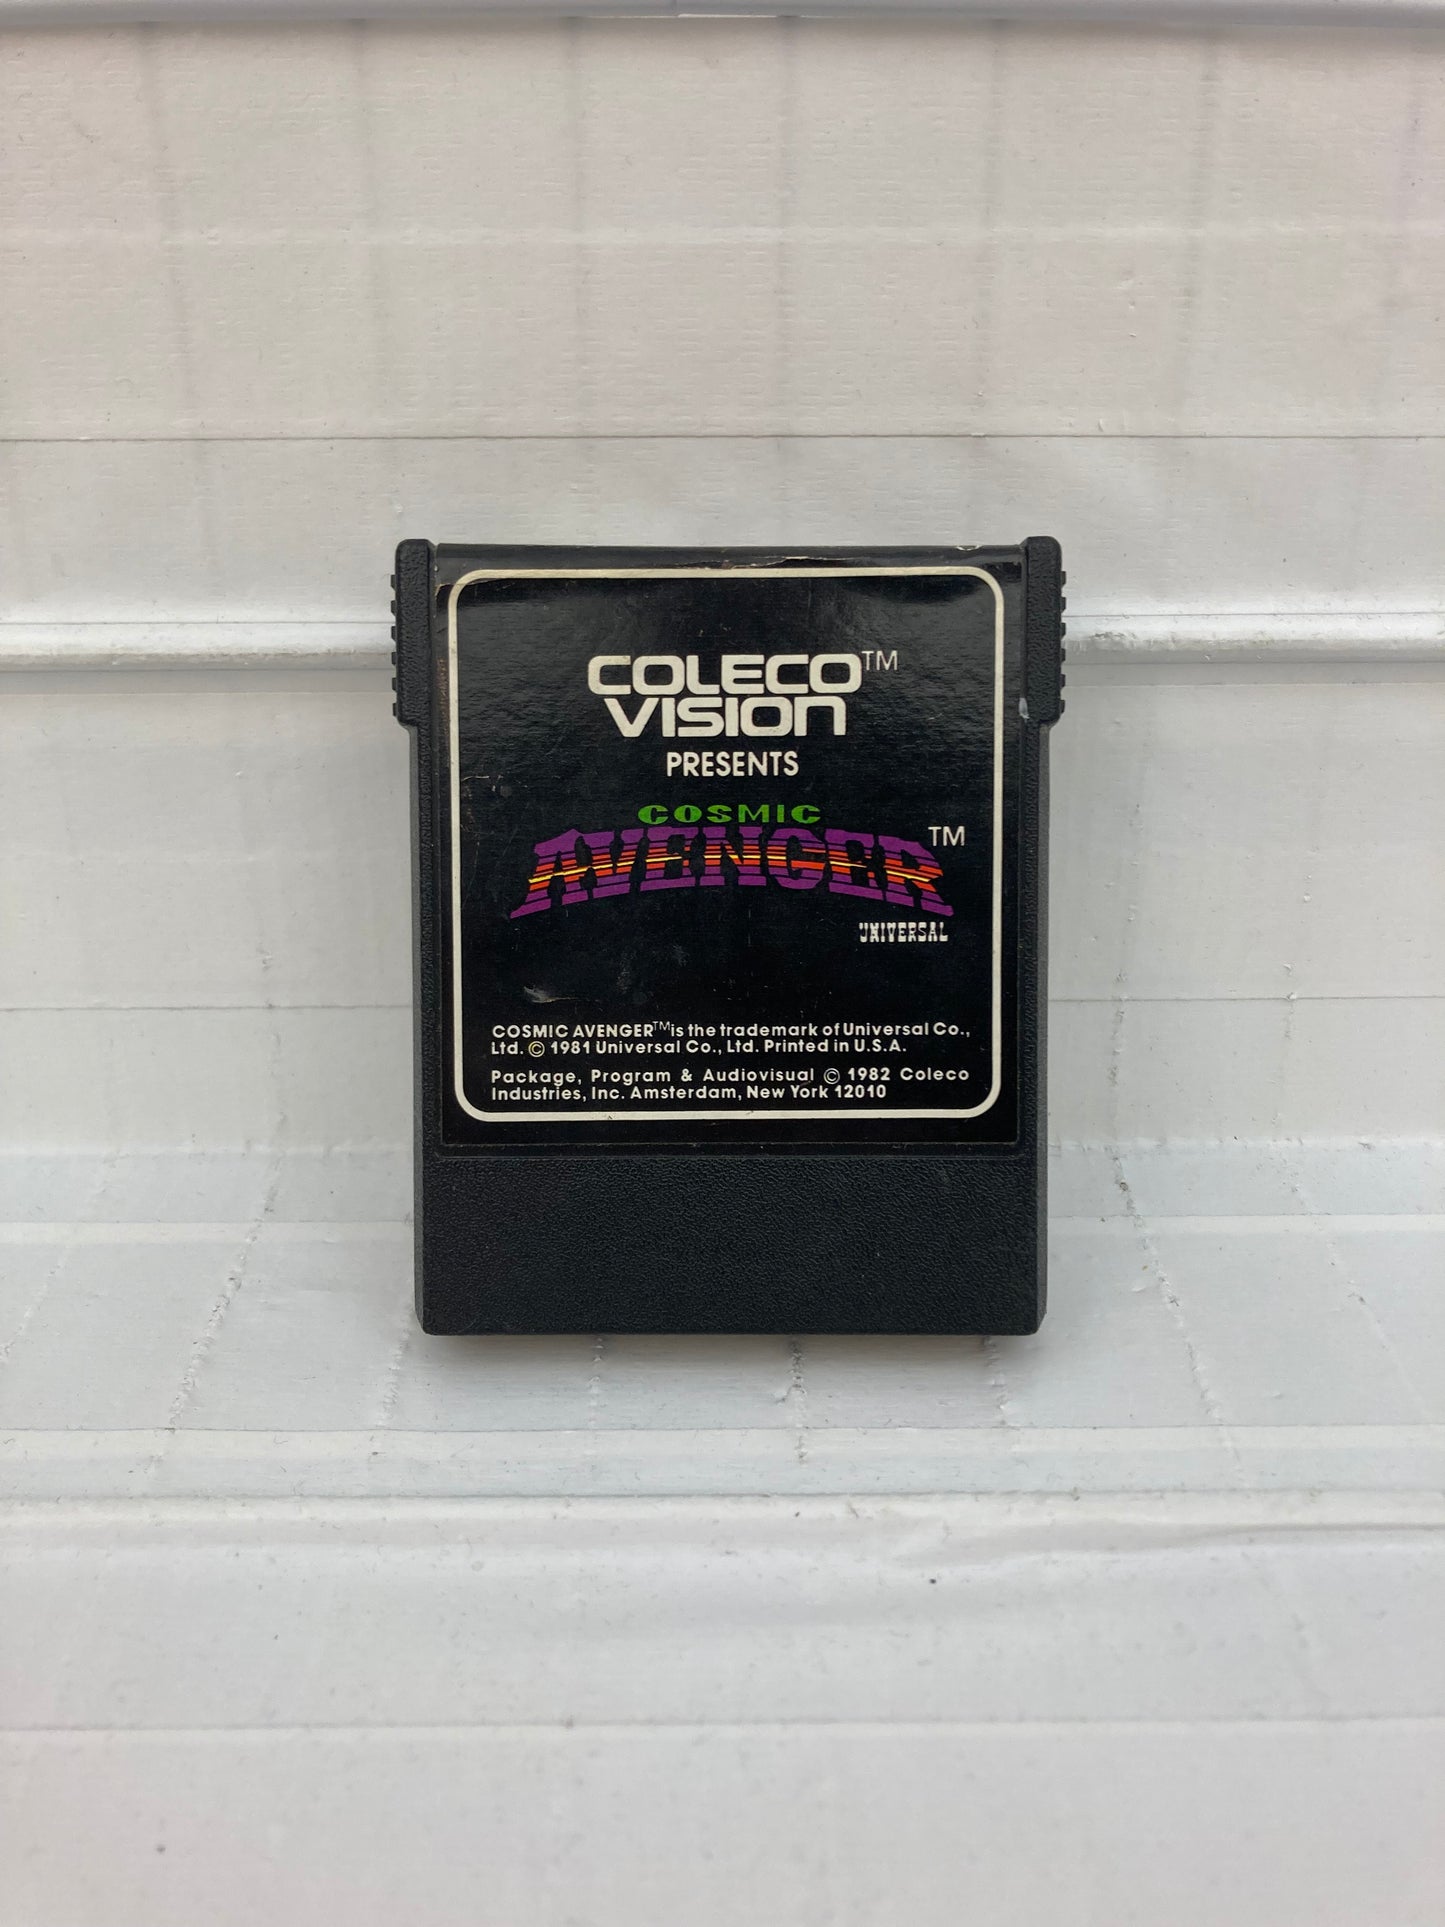 COLECO™
VISION
PRESENTS
COSMIC
AVENGER™
UNIVERSAL
COSMIC AVENGER™ is the trademark of Universal Co.,
Ltd. © 1981 Universal Co., Ltd. Printed in U.S.A.
Package, Program & Audiovisual © 1982 Coleco
Industries, Inc. Amsterdam, New York 12010